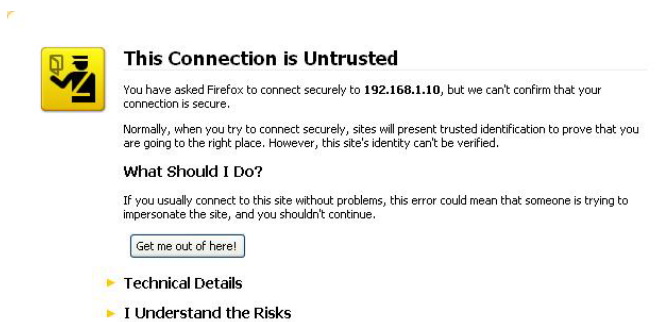 This Connection is Untrusted
You have asked Firefox to connect securely to 192.168.1.10, but we can't confirm that your
connection is secure.
Normally, when you try to connect securely, sites will present trusted identification to prove that you
are going to the right place. However, this site's identity can't be verified.
What Should I Do?
If you usually connect to this site without problems, this error could mean that someone is trying to
impersonate the site, and you shouldn't continue.
Get me out of here!
Technical Details
I Understand the Risks